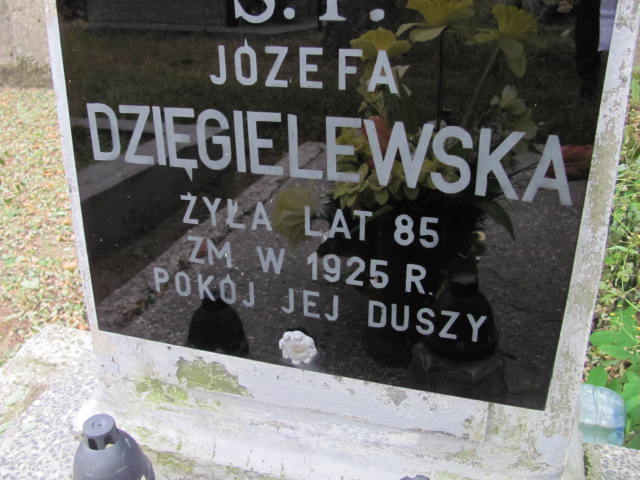 Ś.P.
JÓZEFA
DZIĘGIELEWSKA
ŻYŁA LAT 85
ZM W 1925 R.
POKÓJ JEJ DUSZY